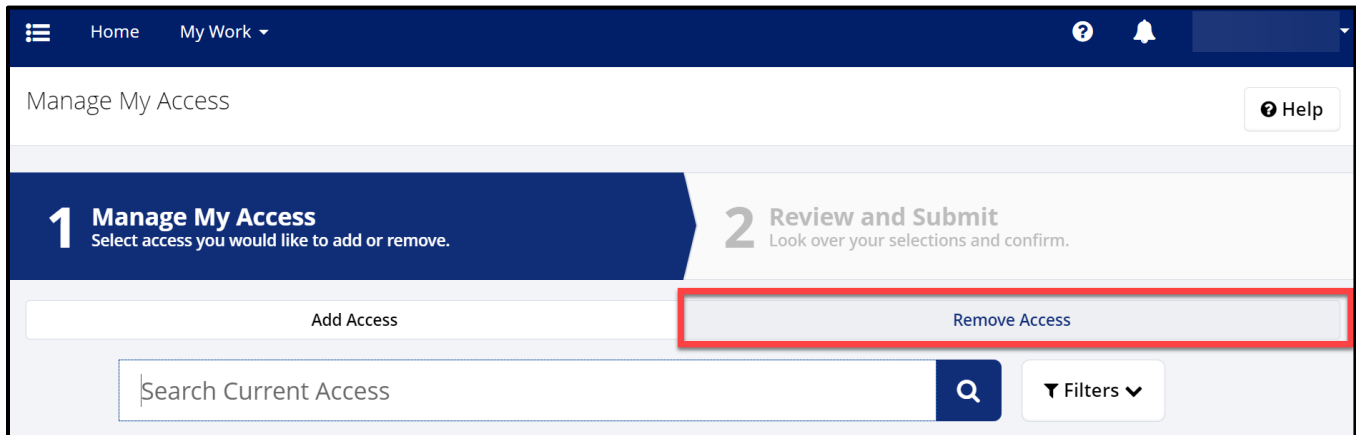 Home My Work
Manage My Access
Help
1 Manage My Access
Select access you would like to add or remove.
2 Review and Submit
Look over your selections and confirm.
Add Access
Remove Access
Search Current Access
Filters